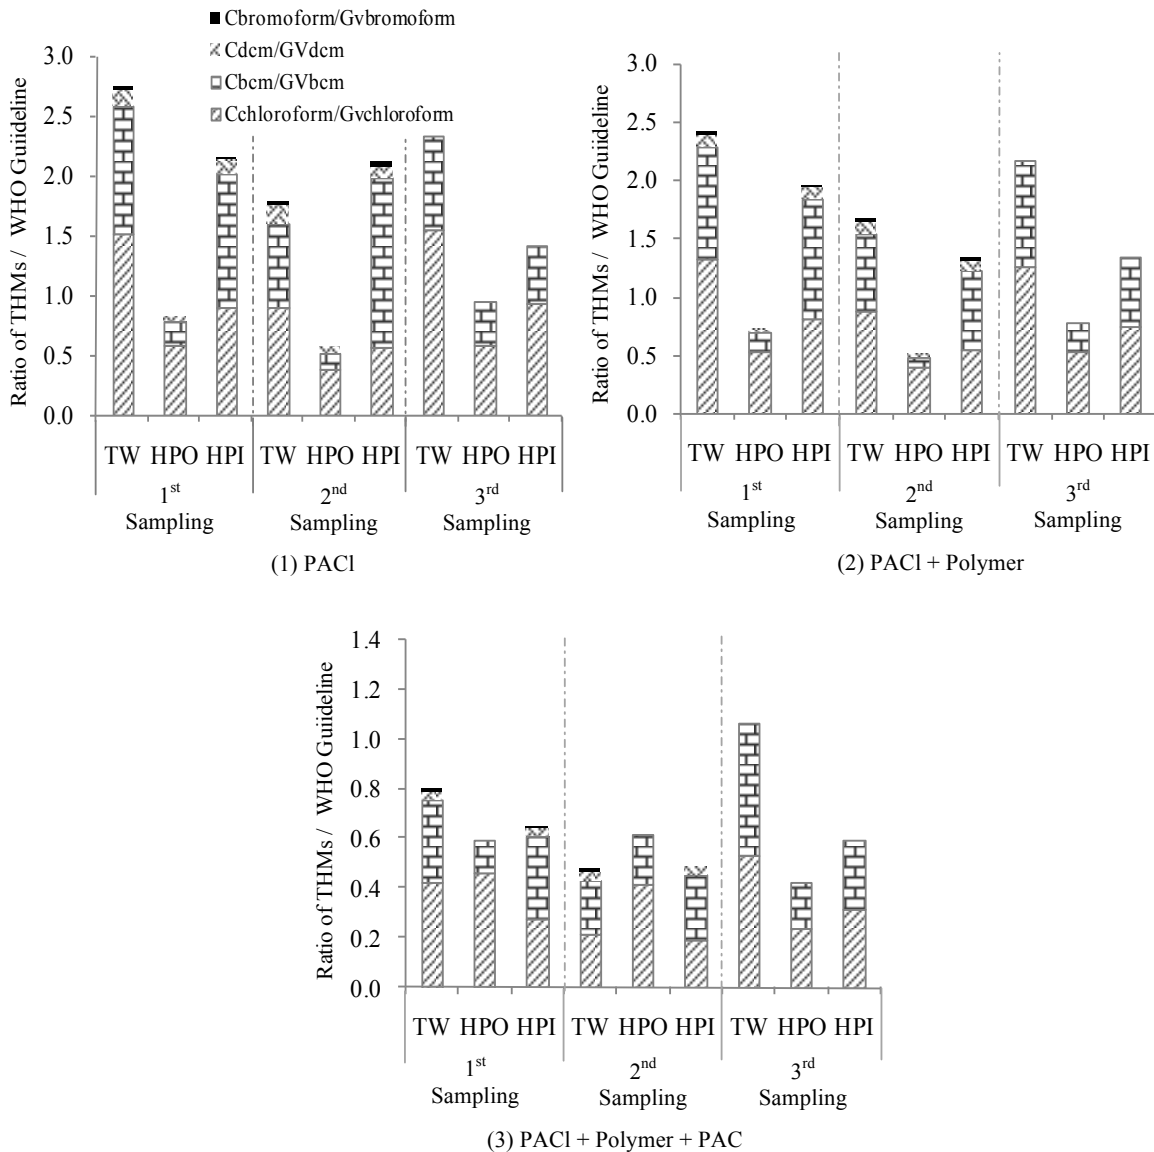 Cbromoform/Gvbromoform
Cdcm/GVdcm
Cbcm/GVbcm
Cchloroform/Gvchloroform
Ratio of THMs / WHO Guiideline
3.0
2.5
2.0
1.5
1.0
0.5
0.0
TW HPO HPI TW HPO HPI TW HPO HPI
1st Sampling
2nd Sampling
3rd Sampling
(1) PACl
Ratio of THMs / WHO Guiideline
3.0
2.5
2.0
1.5
1.0
0.5
0.0
TW HPO HPI TW HPO HPI TW HPO HPI
1st Sampling
2nd Sampling
3rd Sampling
(2) PACl + Polymer
Ratio of THMs / WHO Guiideline
1.4
1.2
1.0
0.8
0.6
0.4
0.2
0.0
TW HPO HPI TW HPO HPI TW HPO HPI
1st Sampling
2nd Sampling
3rd Sampling
(3) PACl + Polymer + PAC